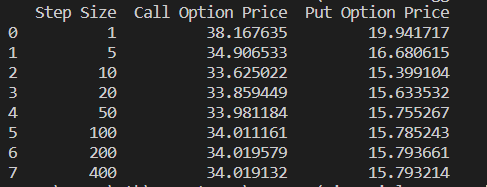 Step Size Call Option Price Put Option Price
0 1 38.167635 19.941717
1 5 34.906533 16.680615
2 10 33.625022 15.399104
3 20 33.859449 15.633532
4 50 33.981184 15.755267
5 100 34.011161 15.785243
6 200 34.019579 15.793661
7 400 34.019132 15.793214